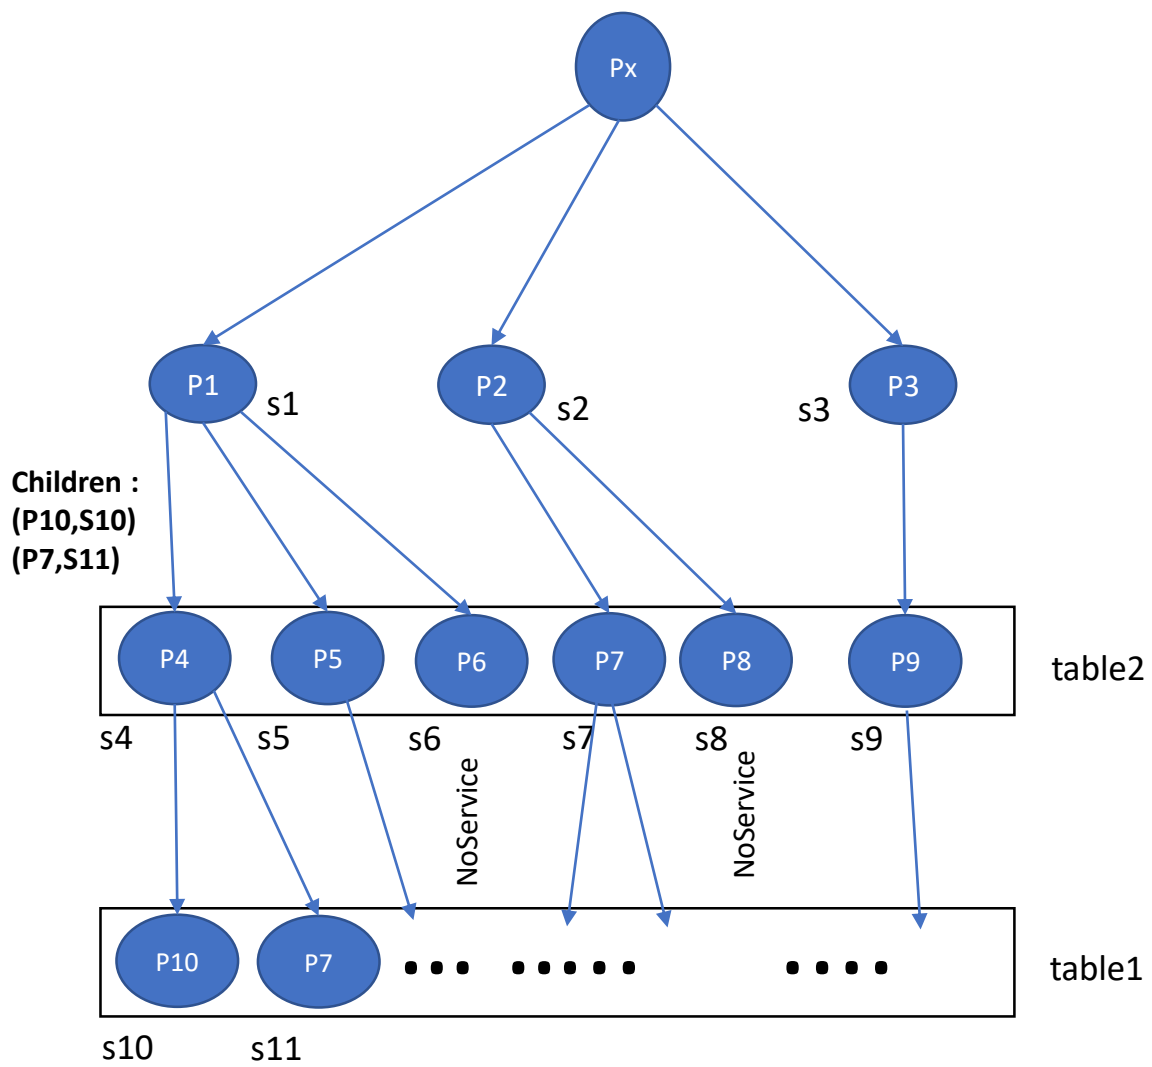 Px
P1
s1
P2
s2
s3
P3
Children :
(P10,S10)
(P7,S11)
P4
P5
P6
P7
P8
P9
table2
s4
s5
s6
s7
s8
s9
NoService
NoService
P10
P7
table1
s10
s11